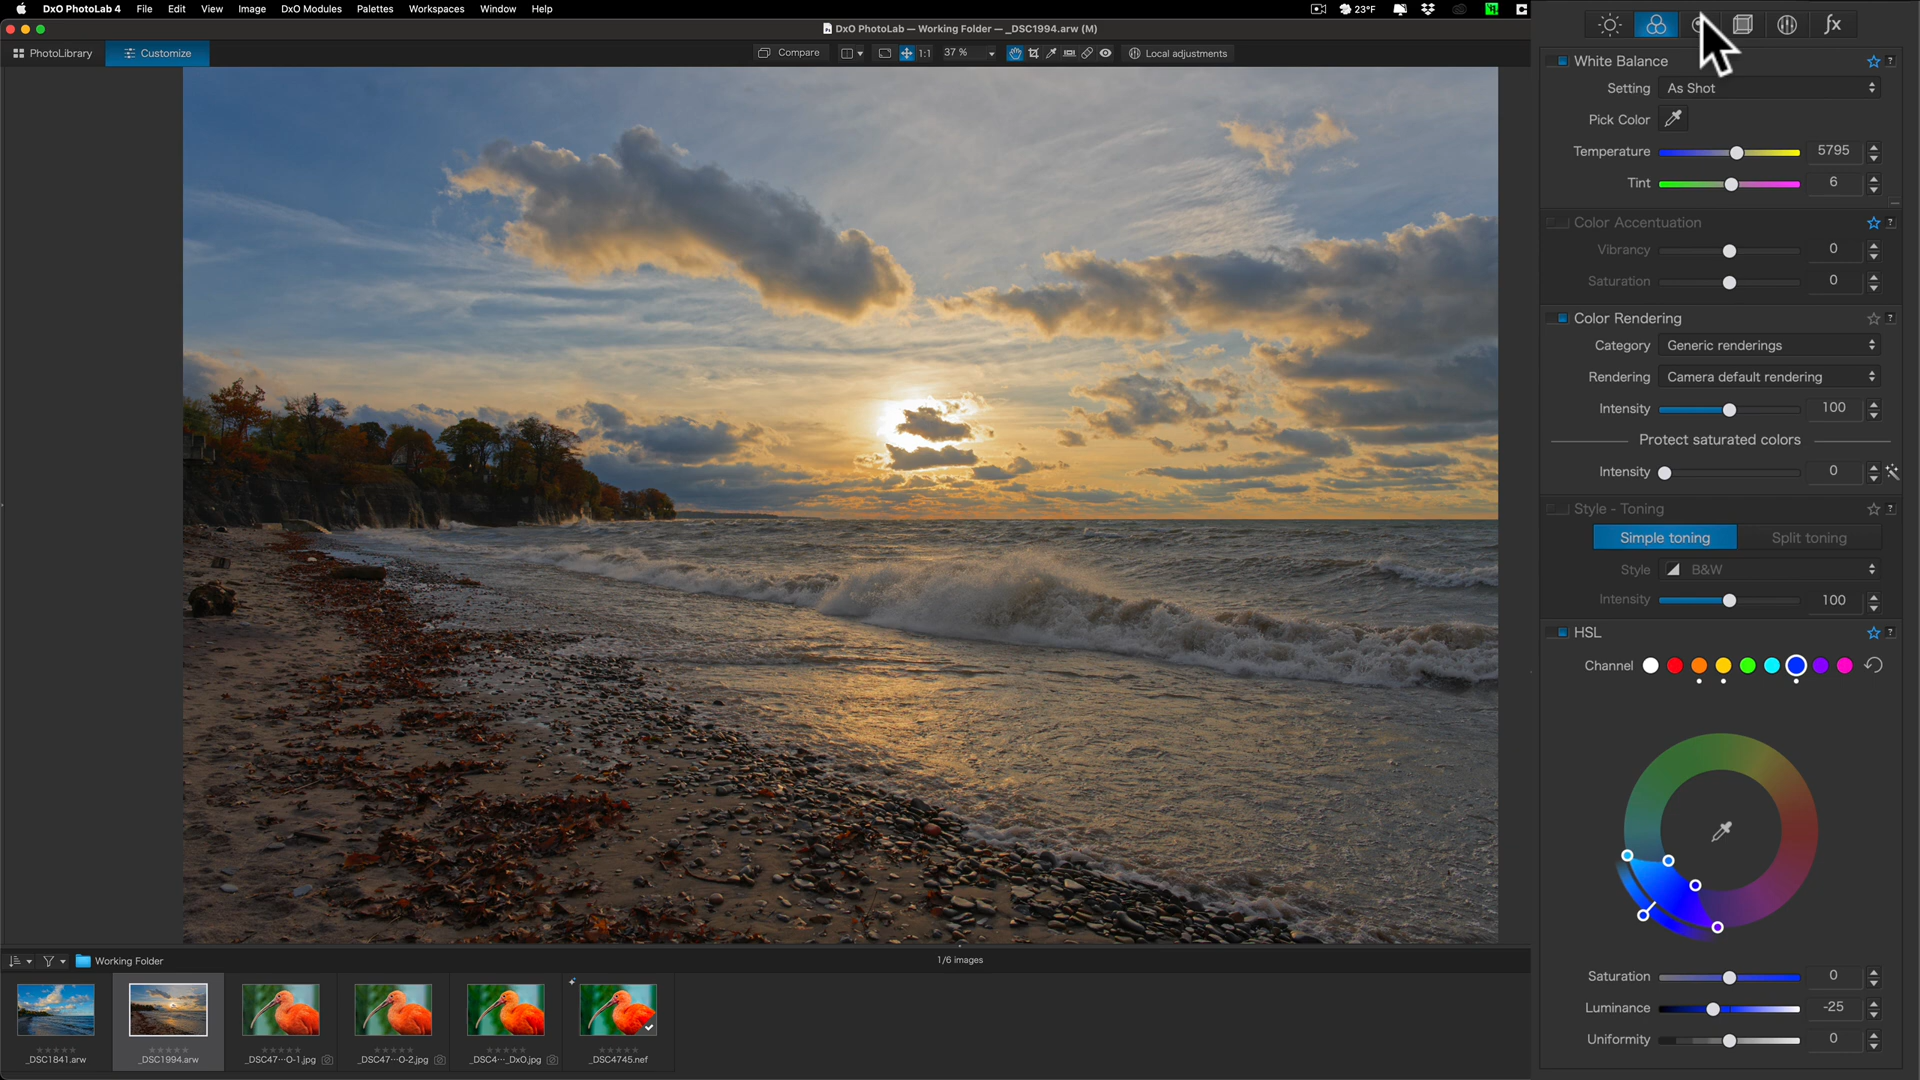 DxO PhotoLab 4 File Edit View Image DxO Modules Palettes Workspaces Window Help 23°F
DxO PhotoLab — Working Folder — _DSC1994.arw (M)
PhotoLibrary Customize Compare 1:1 37 % Local adjustments
fx
White Balance ?
Setting As Shot
Pick Color
Temperature 5795
Tint 6
Color Accentuation ?
Vibrancy 0
Saturation 0
Color Rendering ?
Category Generic renderings
Rendering Camera default rendering
Intensity 100
Protect saturated colors
Intensity 0
Style - Toning ?
Simple toning Split toning
Style B&W
Intensity 100
HSL ?
Channel
Saturation 0
Luminance -25
Uniformity 0
Working Folder 1/6 images
_DSC1841.arw _DSC1994.arw _DSC47···O-1.jpg _DSC47···O-2.jpg _DSC4···_DxO.jpg _DSC4745.nef